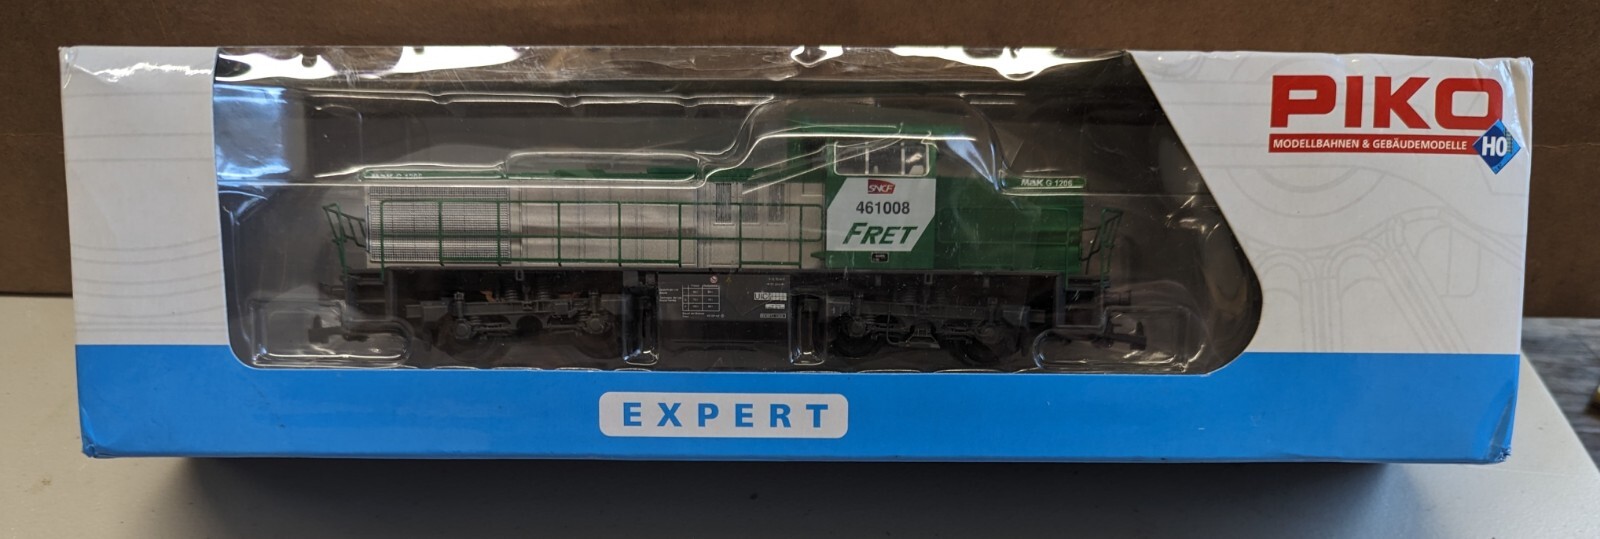 PIKO
MODELLBAHNEN & GEBÄUDEMODELLE
H0
MaK G 1206
SNCF
461008
FRET
EXPERT